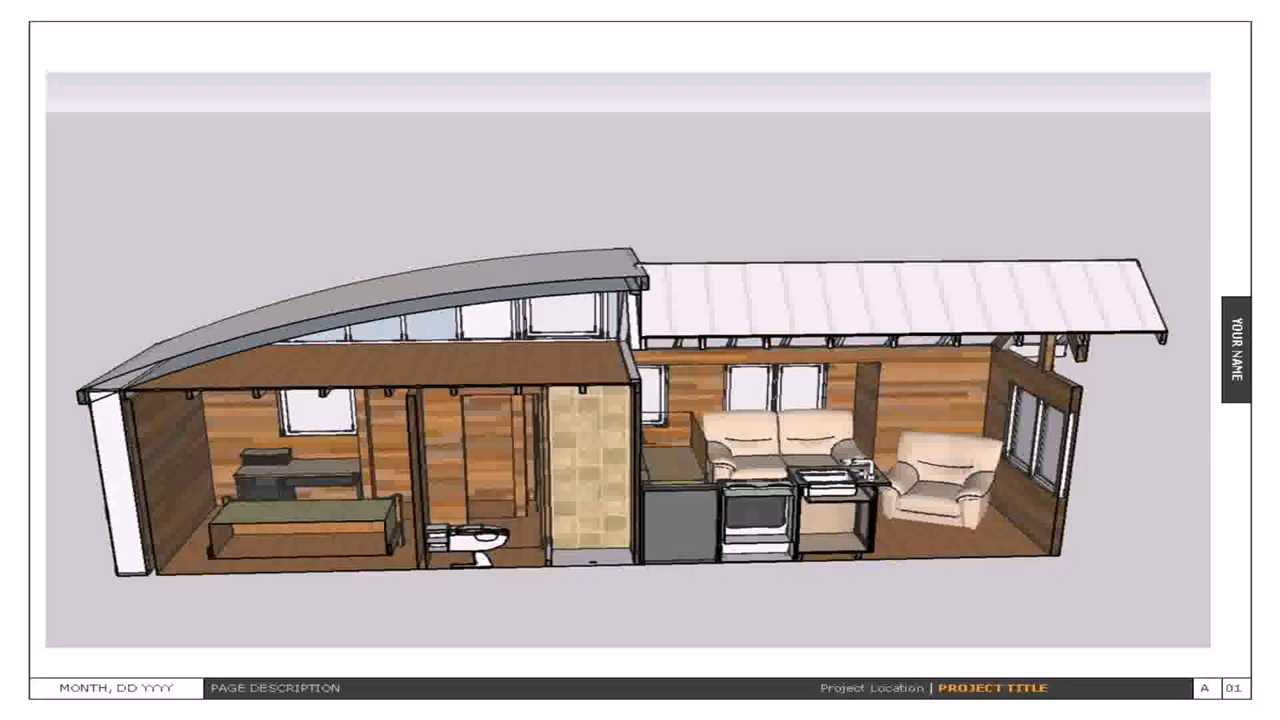 YOUR NAME
MONTH, DD YYYY
PAGE DESCRIPTION
Project Location | PROJECT TITLE
A 01